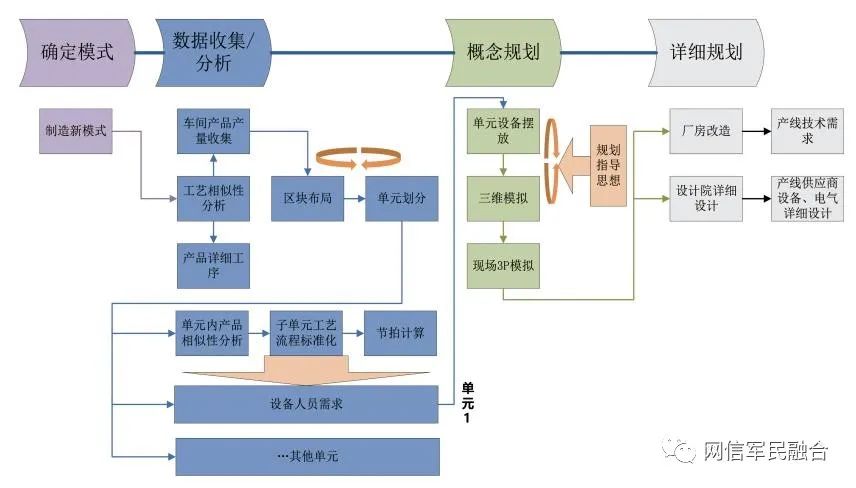 确定模式
数据收集/
分析
概念规划
详细规划
制造新模式
车间产品产
量收集
工艺相似性
分析
产品详细工
序
区块布局
单元划分
单元内产品
相似性分析
子单元工艺
流程标准化
节拍计算
设备人员需求
…其他单元
单
元
1
单元设备摆
放
三维模拟
现场3P模拟
规划
指导
思想
厂房改造
产线技术需
求
设计院详细
设计
产线供应商
设备、电气
详细设计
网信军民融合